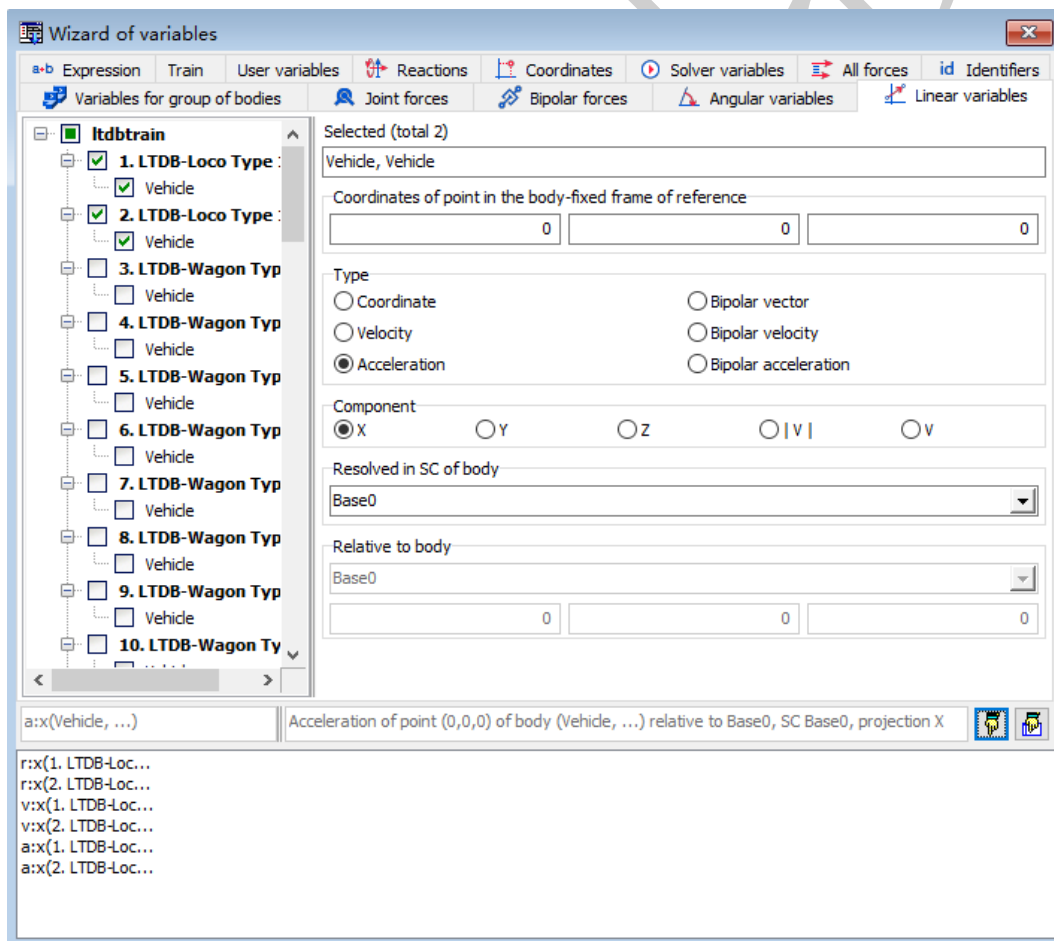 Wizard of variables
a+b Expression Train User variables Reactions Coordinates Solver variables All forces id Identifiers
Variables for group of bodies Joint forces Bipolar forces Angular variables Linear variables
ltdbtrain
1. LTDB-Loco Type
Vehicle
2. LTDB-Loco Type
Vehicle
3. LTDB-Wagon Typ
Vehicle
4. LTDB-Wagon Typ
Vehicle
5. LTDB-Wagon Typ
Vehicle
6. LTDB-Wagon Typ
Vehicle
7. LTDB-Wagon Typ
Vehicle
8. LTDB-Wagon Typ
Vehicle
9. LTDB-Wagon Typ
Vehicle
10. LTDB-Wagon Ty
Selected (total 2)
Vehicle, Vehicle
Coordinates of point in the body-fixed frame of reference
0 0 0
Type
Coordinate Bipolar vector
Velocity Bipolar velocity
Acceleration Bipolar acceleration
Component
X Y Z | V | V
Resolved in SC of body
Base0
Relative to body
Base0
0 0 0
a:x(Vehicle, ...) Acceleration of point (0,0,0) of body (Vehicle, ...) relative to Base0, SC Base0, projection X
r:x(1. LTDB-Loc...
r:x(2. LTDB-Loc...
v:x(1. LTDB-Loc...
v:x(2. LTDB-Loc...
a:x(1. LTDB-Loc...
a:x(2. LTDB-Loc...